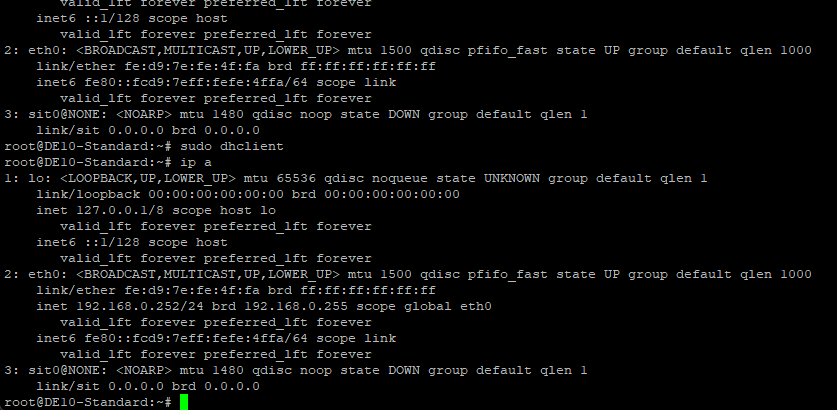 valid_lft forever preferred_lft forever
inet6 ::1/128 scope host
valid_lft forever preferred_lft forever
2: eth0: <BROADCAST,MULTICAST,UP,LOWER_UP> mtu 1500 qdisc pfifo_fast state UP group default qlen 1000
link/ether fe:d9:7e:fe:4f:fa brd ff:ff:ff:ff:ff:ff
inet6 fe80::fcd9:7eff:fefe:4ffa/64 scope link
valid_lft forever preferred_lft forever
3: sit0@NONE: <NOARP> mtu 1480 qdisc noop state DOWN group default qlen 1
link/sit 0.0.0.0 brd 0.0.0.0
root@DE10-Standard:~# sudo dhclient
root@DE10-Standard:~# ip a
1: lo: <LOOPBACK,UP,LOWER_UP> mtu 65536 qdisc noqueue state UNKNOWN group default qlen 1
link/loopback 00:00:00:00:00:00 brd 00:00:00:00:00:00
inet 127.0.0.1/8 scope host lo
valid_lft forever preferred_lft forever
inet6 ::1/128 scope host
valid_lft forever preferred_lft forever
2: eth0: <BROADCAST,MULTICAST,UP,LOWER_UP> mtu 1500 qdisc pfifo_fast state UP group default qlen 1000
link/ether fe:d9:7e:fe:4f:fa brd ff:ff:ff:ff:ff:ff
inet 192.168.0.252/24 brd 192.168.0.255 scope global eth0
valid_lft forever preferred_lft forever
inet6 fe80::fcd9:7eff:fefe:4ffa/64 scope link
valid_lft forever preferred_lft forever
3: sit0@NONE: <NOARP> mtu 1480 qdisc noop state DOWN group default qlen 1
link/sit 0.0.0.0 brd 0.0.0.0
root@DE10-Standard:~#